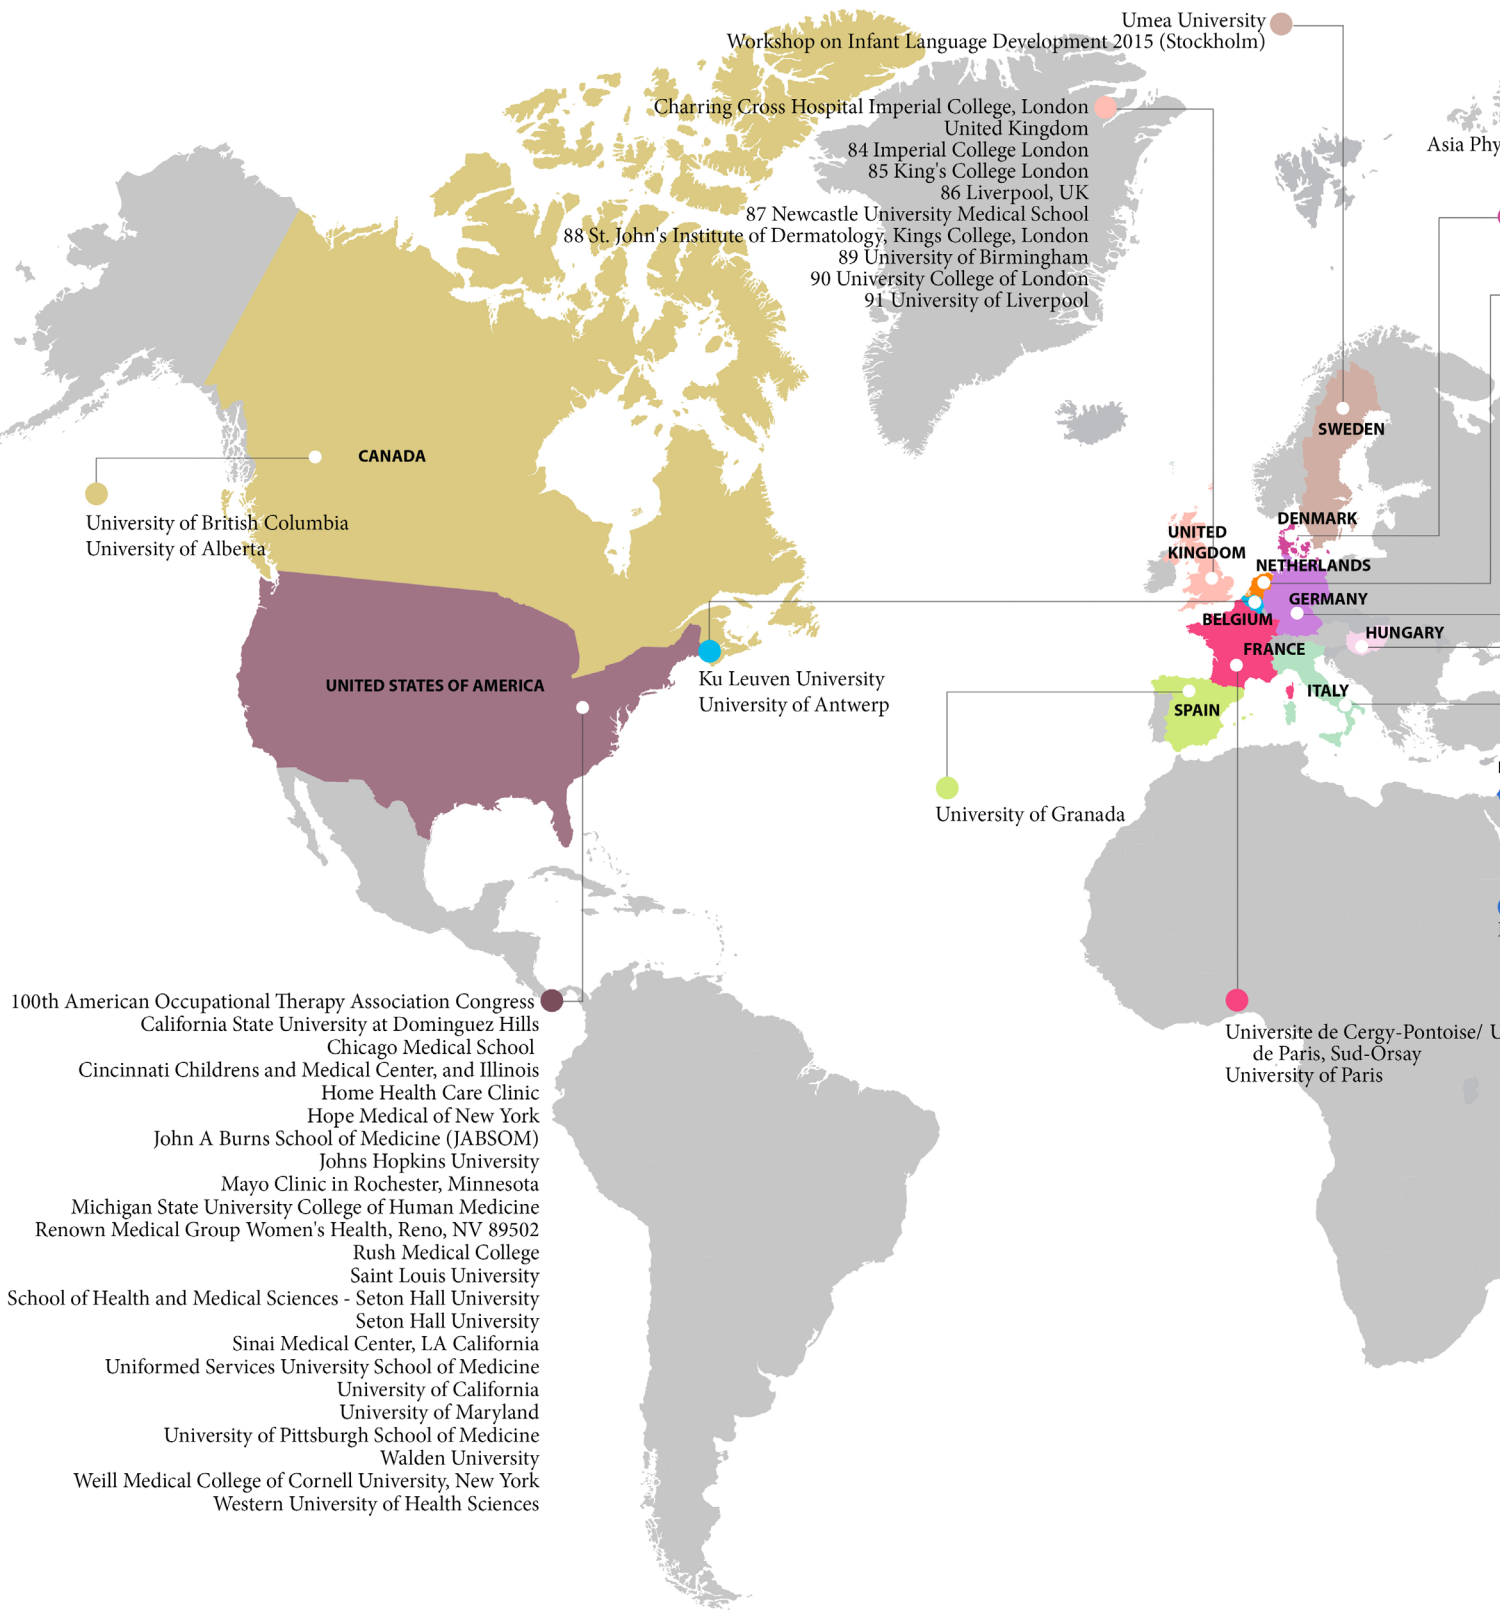 Umea University
Workshop on Infant Language Development 2015 (Stockholm)
Charring Cross Hospital Imperial College, London
United Kingdom
84 Imperial College London
85 King's College London
86 Liverpool, UK
87 Newcastle University Medical School
88 St. John's Institute of Dermatology, Kings College, London
89 University of Birmingham
90 University College of London
91 University of Liverpool
Asia Phy
CANADA
University of British Columbia
University of Alberta
SWEDEN
DENMARK
UNITED
KINGDOM
NETHERLANDS
GERMANY
BELGIUM
HUNGARY
FRANCE
ITALY
SPAIN
UNITED STATES OF AMERICA
Ku Leuven University
University of Antwerp
University of Granada
100th American Occupational Therapy Association Congress
California State University at Dominguez Hills
Chicago Medical School
Cincinnati Childrens and Medical Center, and Illinois
Home Health Care Clinic
Hope Medical of New York
John A Burns School of Medicine (JABSOM)
Johns Hopkins University
Mayo Clinic in Rochester, Minnesota
Michigan State University College of Human Medicine
Renown Medical Group Women's Health, Reno, NV 89502
Rush Medical College
Saint Louis University
School of Health and Medical Sciences - Seton Hall University
Seton Hall University
Sinai Medical Center, LA California
Uniformed Services University School of Medicine
University of California
University of Maryland
University of Pittsburgh School of Medicine
Walden University
Weill Medical College of Cornell University, New York
Western University of Health Sciences
Universite de Cergy-Pontoise/ U
de Paris, Sud-Orsay
University of Paris